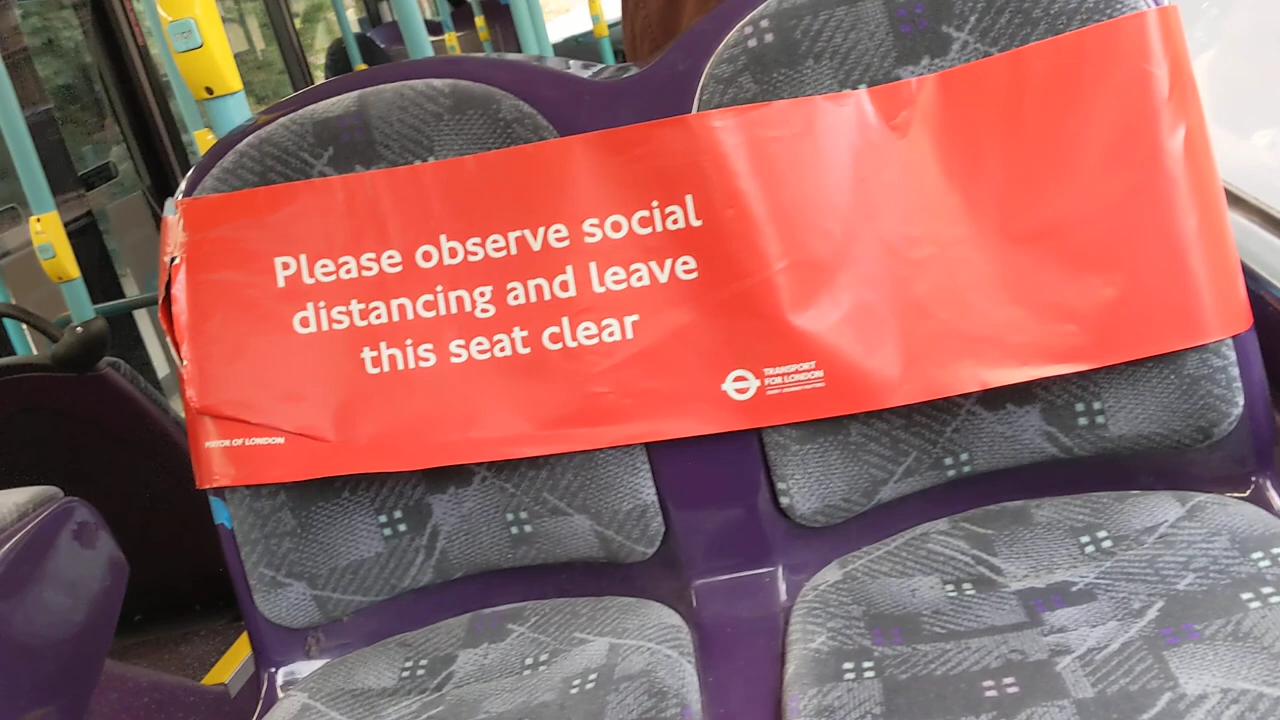 Please observe social
distancing and leave
this seat clear
MAYOR OF LONDON
TRANSPORT
FOR LONDON